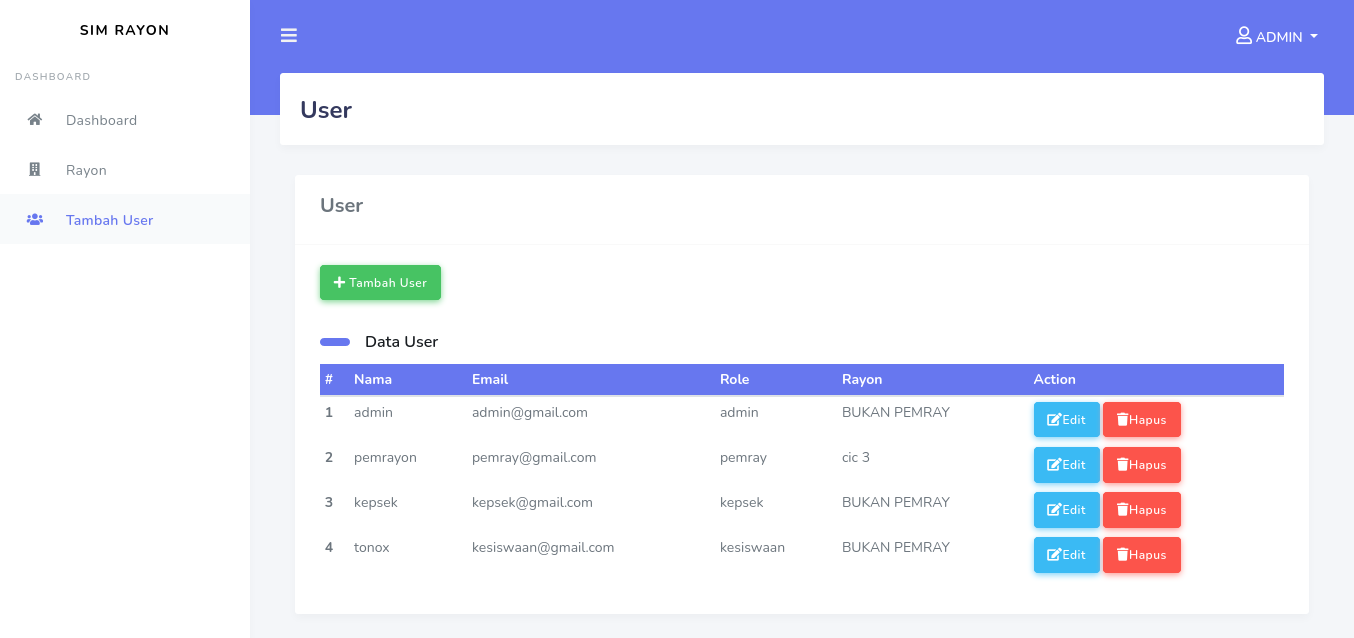 SIM RAYON
ADMIN
DASHBOARD
Dashboard
Rayon
Tambah User
User
User
Tambah User
Data User
# Nama Email Role Rayon Action
1 admin admin@gmail.com admin BUKAN PEMRAY Edit Hapus
2 pemrayon pemray@gmail.com pemray cic 3 Edit Hapus
3 kepsek kepsek@gmail.com kepsek BUKAN PEMRAY Edit Hapus
4 tonox kesiswaan@gmail.com kesiswaan BUKAN PEMRAY Edit Hapus